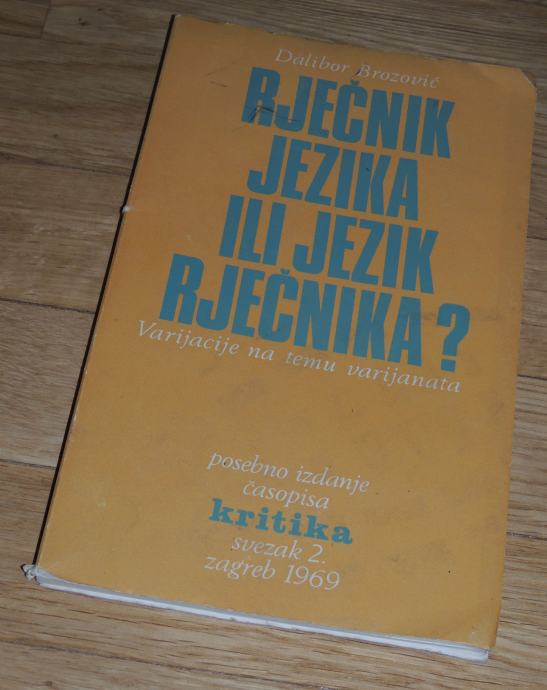 Dalibor Brozović
RJEČNIK
JEZIKA
ILI JEZIK
RJEČNIKA?
Varijacije na temu varijanata
posebno izdanje
časopisa
kritika
svezak 2.
zagreb 1969